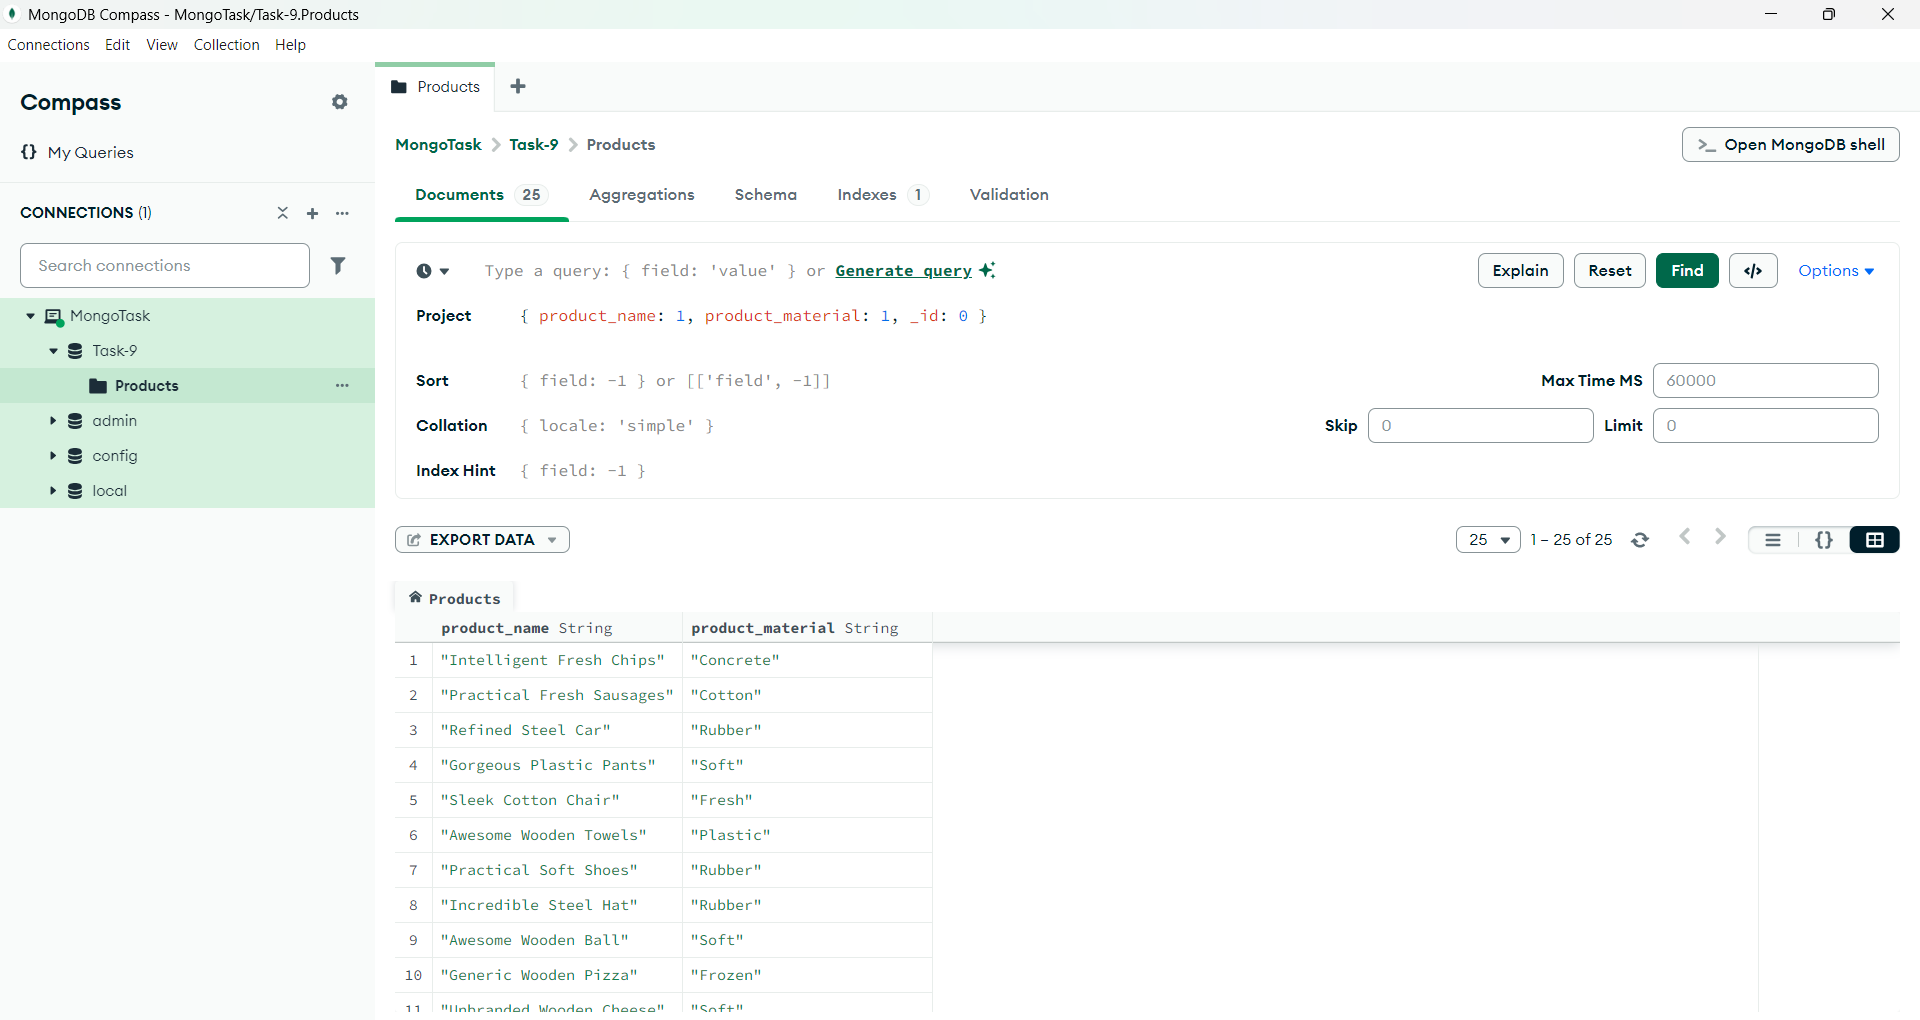 MongoDB Compass - MongoTask/Task-9.Products
Connections Edit View Collection Help
Compass
{} My Queries
CONNECTIONS (1)
Search connections
MongoTask
Task-9
Products
admin
config
local
Products
MongoTask > Task-9 > Products
>_ Open MongoDB shell
Documents 25 Aggregations Schema Indexes 1 Validation
Type a query: { field: 'value' } or Generate query
Explain Reset Find </> Options
Project { product_name: 1, product_material: 1, _id: 0 }
Sort { field: -1 } or [['field', -1]]
Max Time MS 60000
Collation { locale: 'simple' }
Skip 0 Limit 0
Index Hint { field: -1 }
EXPORT DATA
25 1 – 25 of 25 {}
Products
product_name String product_material String
1 "Intelligent Fresh Chips" "Concrete"
2 "Practical Fresh Sausages" "Cotton"
3 "Refined Steel Car" "Rubber"
4 "Gorgeous Plastic Pants" "Soft"
5 "Sleek Cotton Chair" "Fresh"
6 "Awesome Wooden Towels" "Plastic"
7 "Practical Soft Shoes" "Rubber"
8 "Incredible Steel Hat" "Rubber"
9 "Awesome Wooden Ball" "Soft"
10 "Generic Wooden Pizza" "Frozen"
11 "Unbranded Wooden Cheese" "Soft"